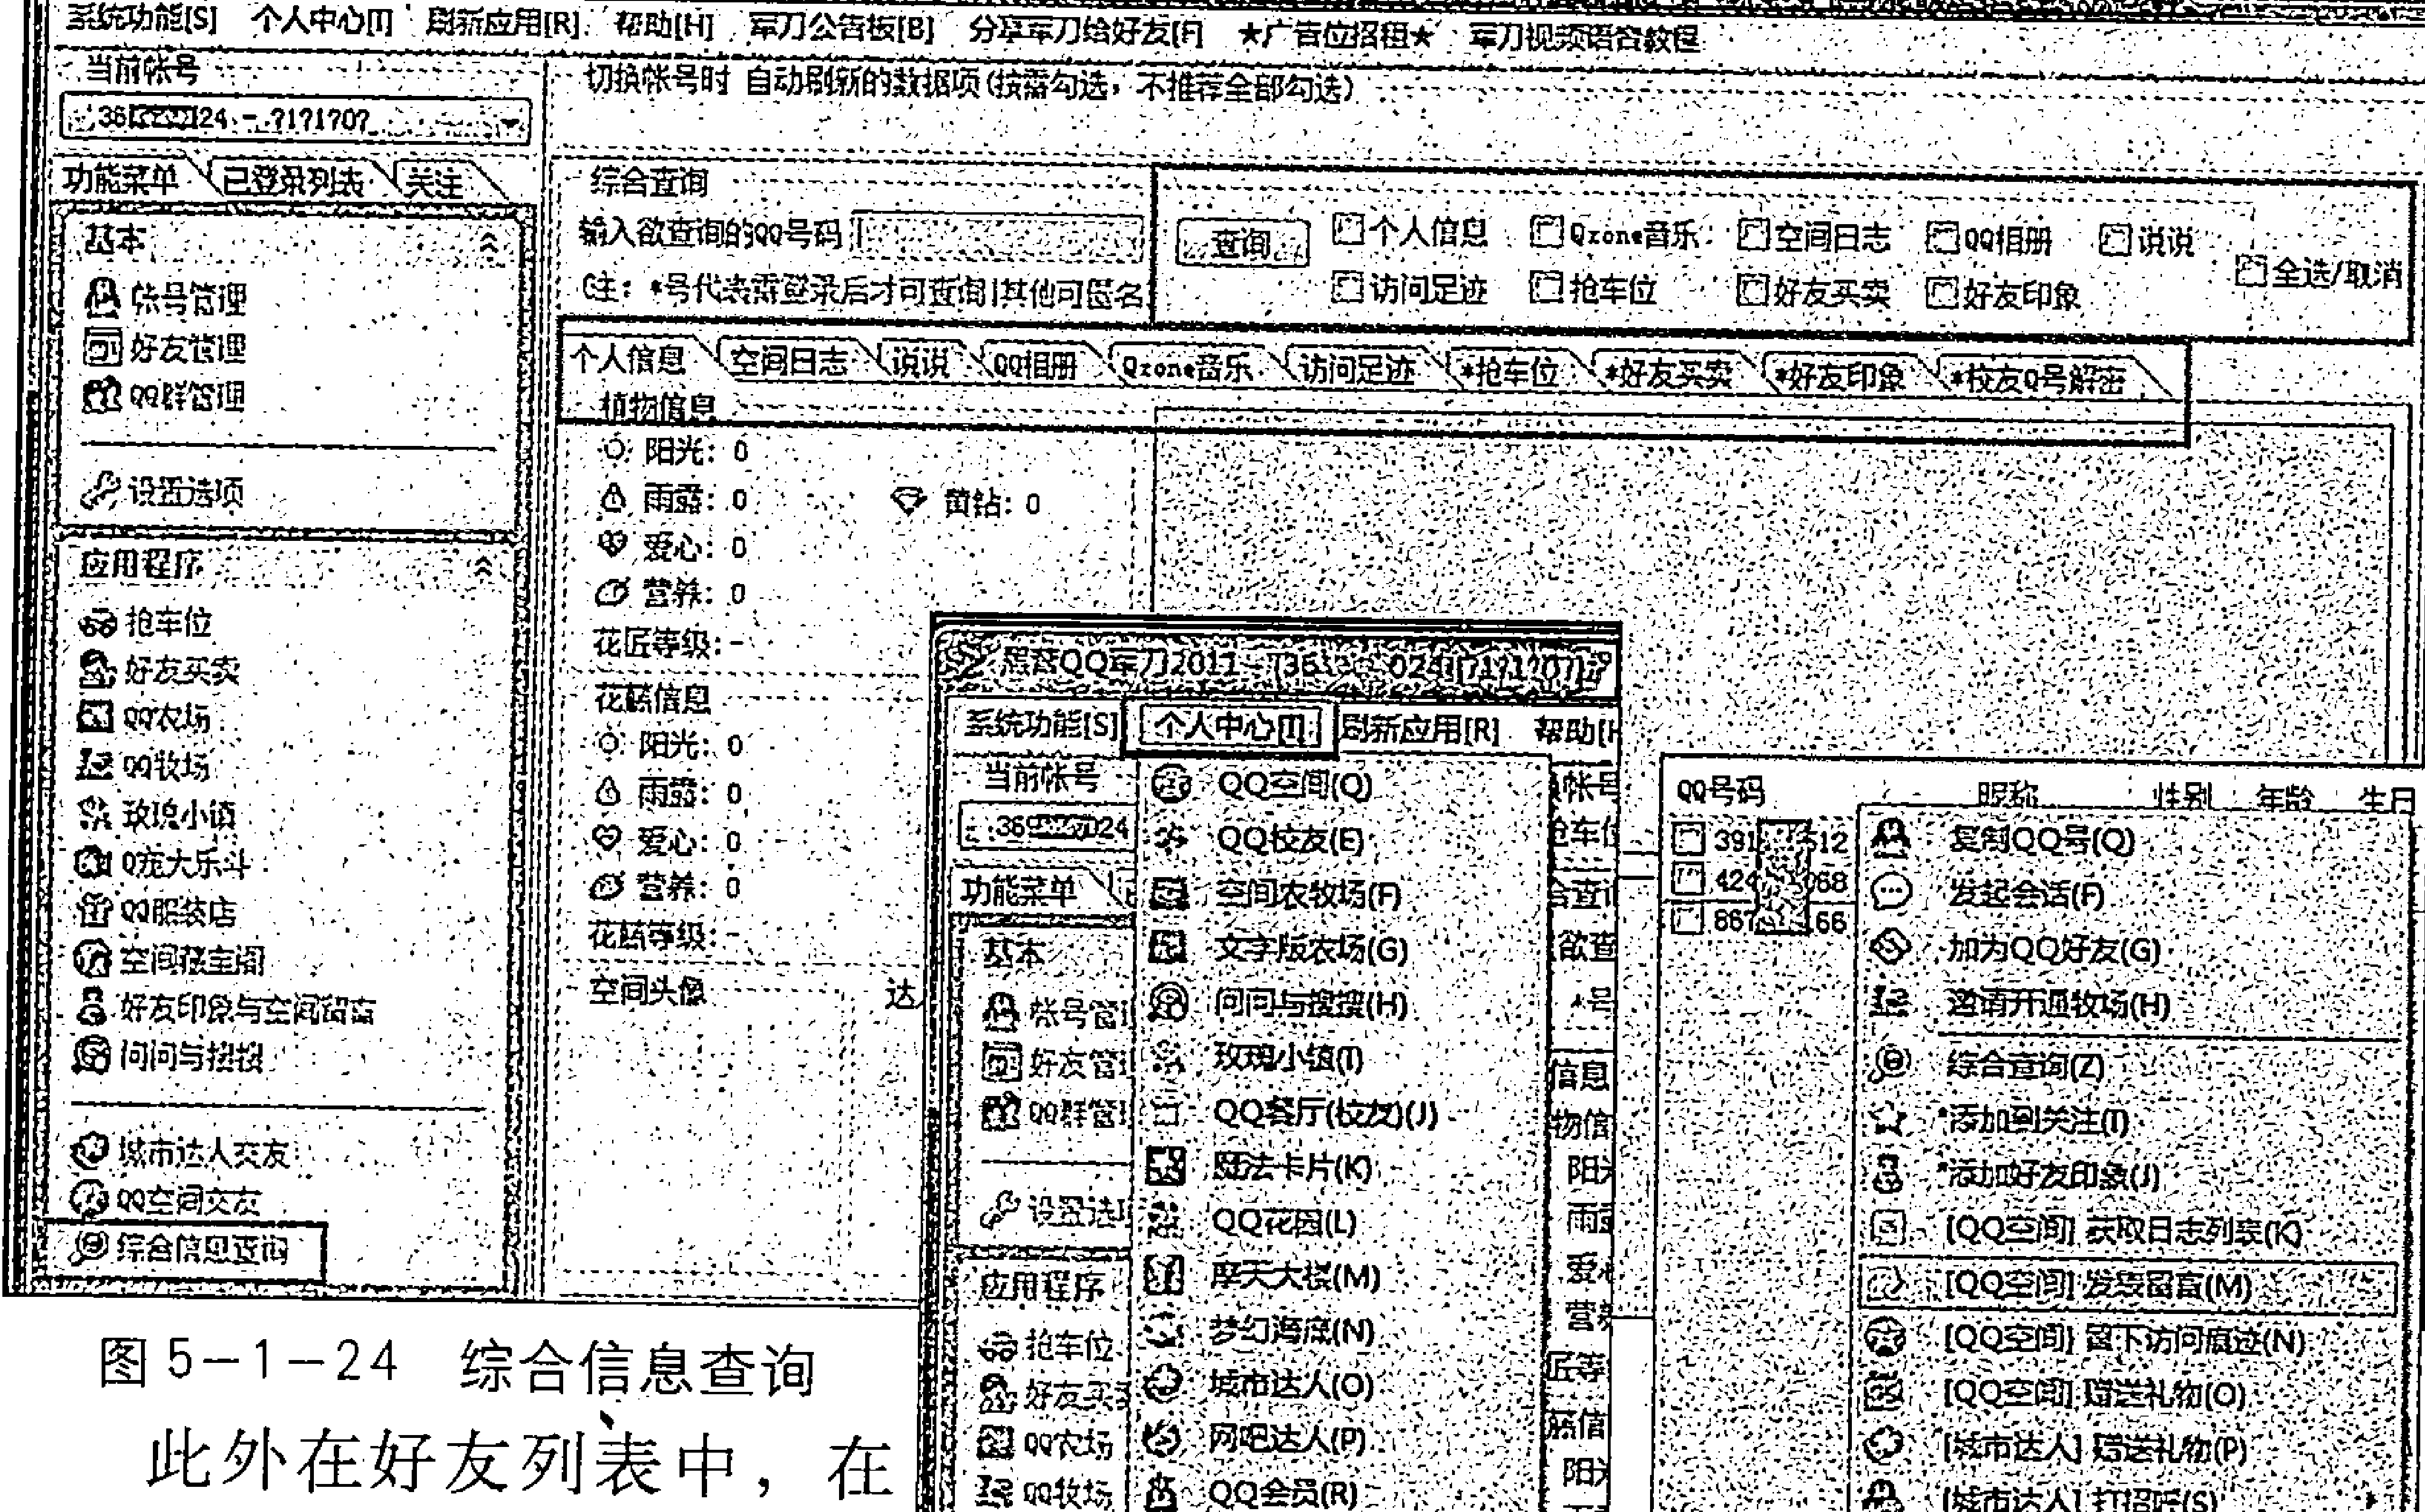 系统功能[S] 个人中心[I] 刷新应用[R] 帮助[H] 军刀公告板[B] 分享军刀给好友[F] ★广告位招租★ 军刀视频语音教程
当前帐号
切换帐号时 自动刷新的数据项(按需勾选，不推荐全部勾选)
功能菜单 已登录列表 关注
基本
帐号管理
好友管理
QQ群管理
设置选项
应用程序
抢车位
好友买卖
QQ农场
QQ牧场
玫瑰小镇
Q宠大乐斗
QQ服装店
空间藏宝阁
好友印象与空间留言
问问与搜搜
城市达人交友
QQ空间交友
综合信息查询
综合查询
输入欲查询的QQ号码
(注：*号代表需登录后才可查询|其他可匿名
查询 个人信息 Qzone音乐 空间日志 QQ相册 说说
访问足迹 抢车位 好友买卖 好友印象 全选/取消
个人信息 空间日志 说说 QQ相册 Qzone音乐 访问足迹 *抢车位 *好友买卖 *好友印象 *校友Q号解密
植物信息
阳光：0
雨露：0 黄钻：0
爱心：0
营养：0
花匠等级：-
花藤信息
阳光：0
雨露：0
爱心：0
营养：0
花藤等级：-
空间头像 达
系统功能[S] 个人中心[I] 刷新应用[R] 帮助[H
当前帐号
功能菜单
基本
帐号管
好友管
QQ群管
设置选
应用程序
抢车位
好友买
QQ农场
QQ牧场
QQ空间(Q)
QQ校友(E)
空间农牧场(F)
文字版农场(G)
问问与搜搜(H)
玫瑰小镇(I)
QQ餐厅(校友)(J)
魔法卡片(K)
QQ花园(L)
摩天大楼(M)
梦幻海底(N)
城市达人(O)
网吧达人(P)
QQ会员(R)
QQ号码 昵称 性别 年龄 生日
复制QQ号(Q)
发起会话(F)
加为QQ好友(G)
邀请开通牧场(H)
综合查询(Z)
*添加到关注(I)
*添加好友印象(J)
[QQ空间] 获取日志列表(K)
[QQ空间] 发表留言(M)
[QQ空间] 留下访问痕迹(N)
[QQ空间] 赠送礼物(O)
[城市达人] 赠送礼物(P)
[城市达人] 打招呼(S)
图5-1-24 综合信息查询
此外在好友列表中，在